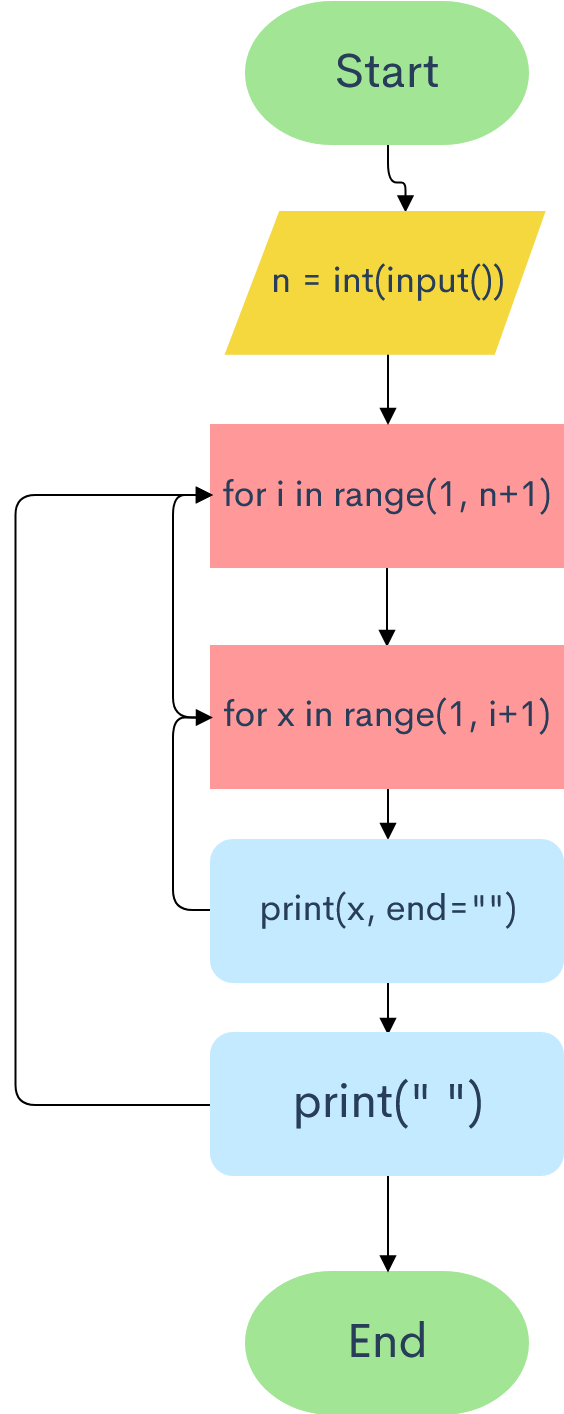 Start
n = int(input())
for i in range(1, n+1)
for x in range(1, i+1)
print(x, end="")
print(" ")
End